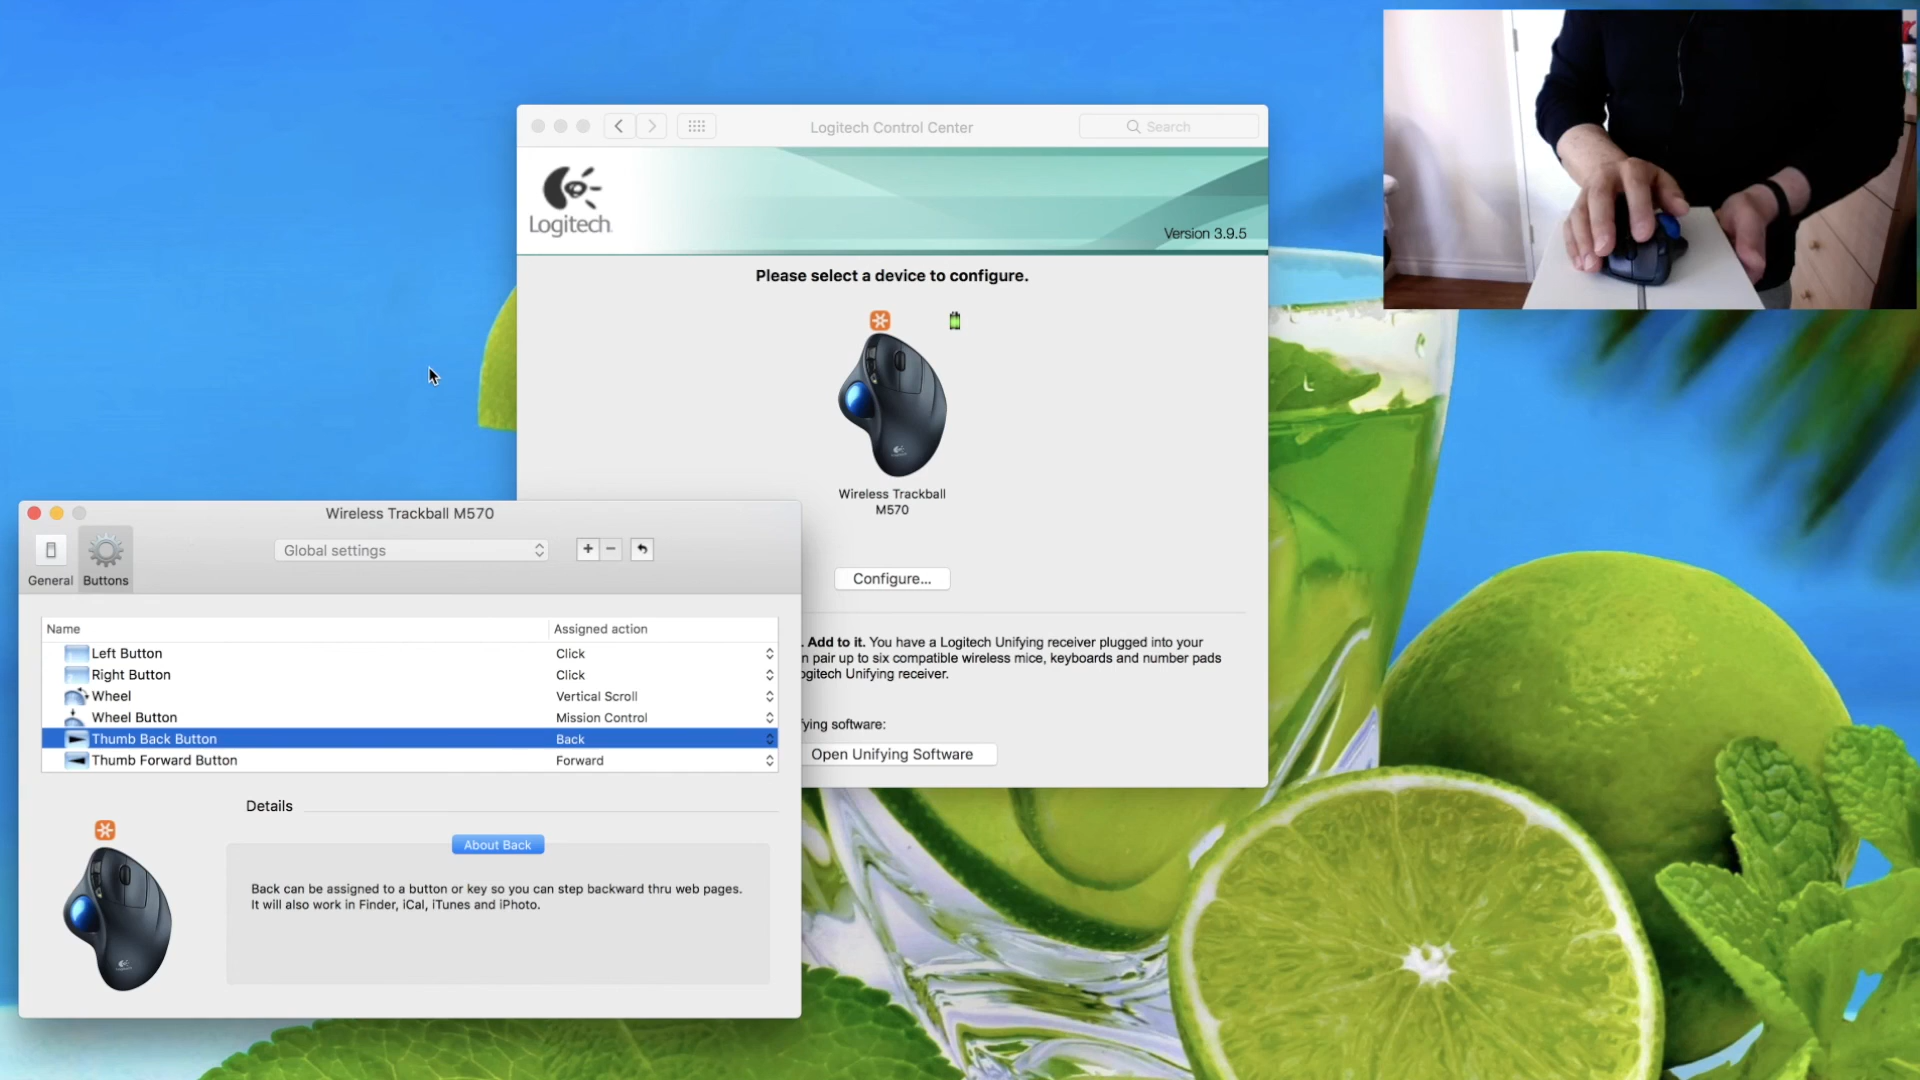 Logitech Control Center
Search
Logitech
Version 3.9.5
Please select a device to configure.
Wireless Trackball
M570
Configure...
. Add to it. You have a Logitech Unifying receiver plugged into your
n pair up to six compatible wireless mice, keyboards and number pads
ogitech Unifying receiver.
fying software:
Open Unifying Software
Wireless Trackball M570
General
Buttons
Global settings
Name
Assigned action
Left Button
Click
Right Button
Click
Wheel
Vertical Scroll
Wheel Button
Mission Control
Thumb Back Button
Back
Thumb Forward Button
Forward
Details
About Back
Back can be assigned to a button or key so you can step backward thru web pages.
It will also work in Finder, iCal, iTunes and iPhoto.